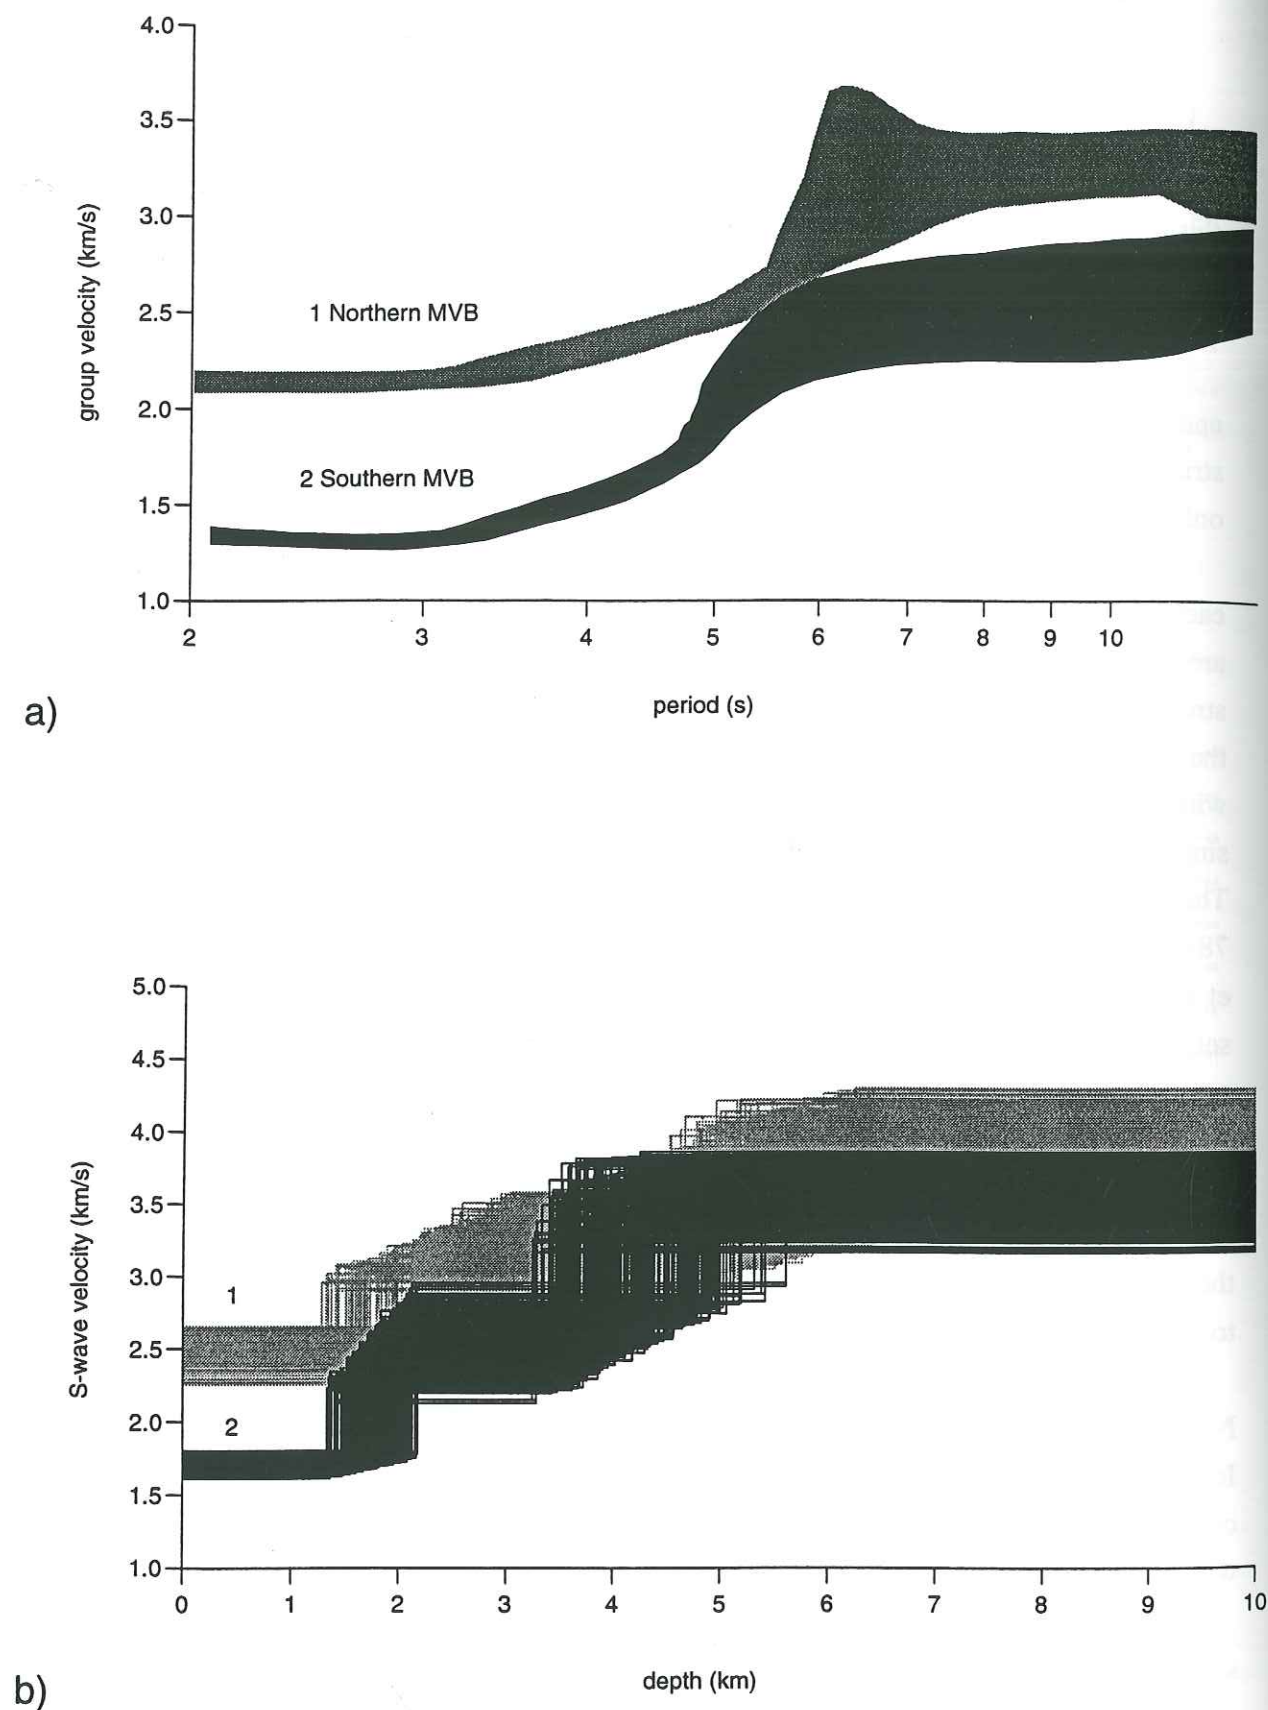 4.0
3.5
3.0
2.5
2.0
1.5
1.0
group velocity (km/s)
1 Northern MVB
2 Southern MVB
2 3 4 5 6 7 8 9 10
period (s)
a)
5.0
4.5
4.0
3.5
3.0
2.5
2.0
1.5
1.0
S-wave velocity (km/s)
1
2
0 1 2 3 4 5 6 7 8 9 10
depth (km)
b)